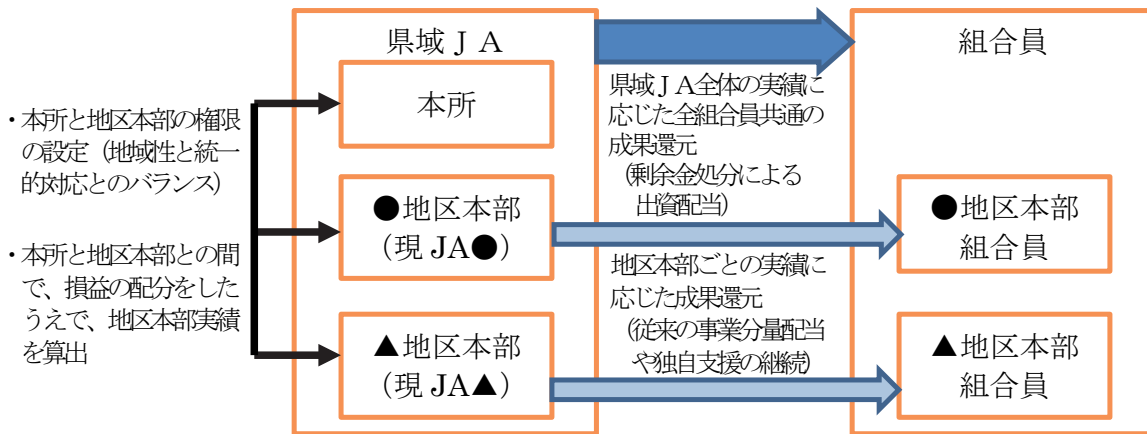 県域ＪＡ
本所
●地区本部
(現 JA●)
▲地区本部
(現 JA▲)
・本所と地区本部の権限
の設定（地域性と統一
的対応とのバランス）
・本所と地区本部との間
で、損益の配分をした
うえで、地区本部実績
を算出
県域ＪＡ全体の実績に
応じた全組合員共通の
成果還元
（剰余金処分による
出資配当）
地区本部ごとの実績に
応じた成果還元
（従来の事業分量配当
や独自支援の継続）
組合員
●地区本部
組合員
▲地区本部
組合員